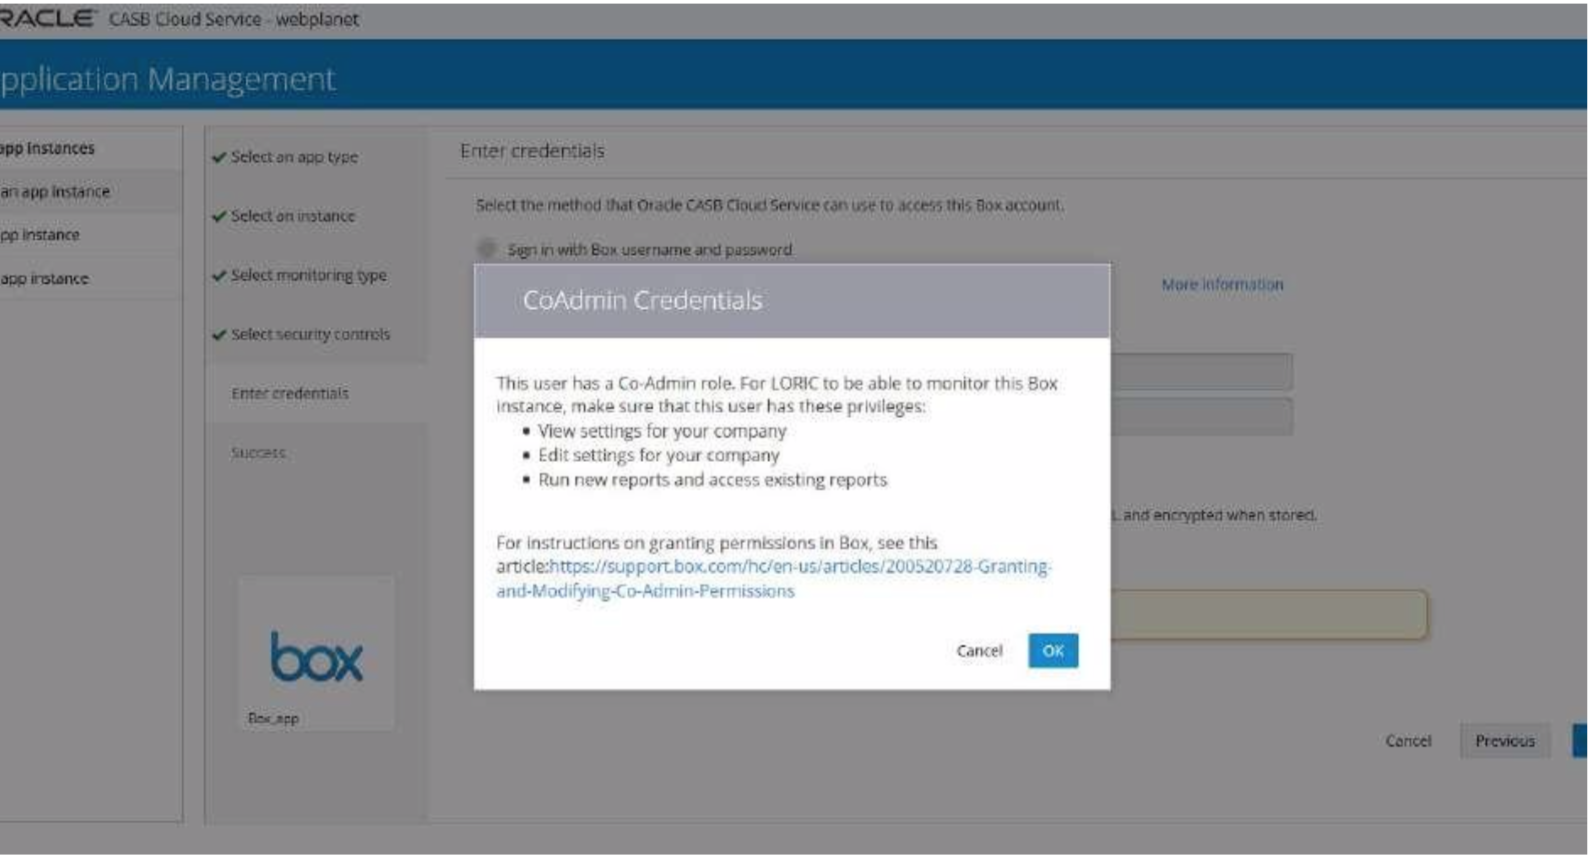 RACLE CASB Cloud Service - webplanet
pplication Management
app instances
an app instance
pp instance
app instance
✔ Select an app type
✔ Select an instance
✔ Select monitoring type
✔ Select security controls
Enter credentials
Success
box
Box_app
Enter credentials
Select the method that Oracle CASB Cloud Service can use to access this Box account.
Sign in with Box username and password
More information
CoAdmin Credentials
This user has a Co-Admin role. For LORIC to be able to monitor this Box
instance, make sure that this user has these privileges:
▪ View settings for your company
▪ Edit settings for your company
▪ Run new reports and access existing reports
For instructions on granting permissions in Box, see this
article:https://support.box.com/hc/en-us/articles/200520728-Granting-
and-Modifying-Co-Admin-Permissions
Cancel OK
and encrypted when stored.
Cancel Previous